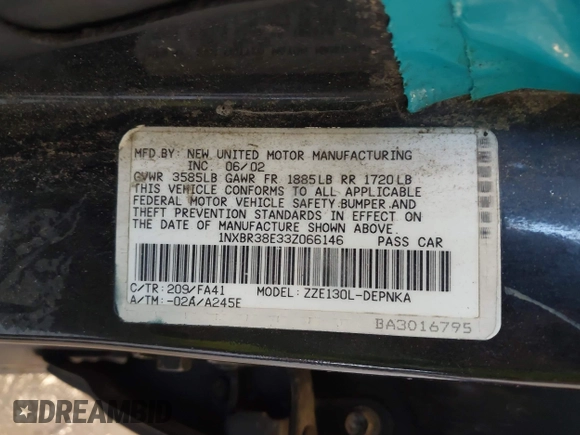 MFD.BY: NEW UNITED MOTOR MANUFACTURING
INC. 06/02
GVWR 3585LB GAWR FR 1885LB RR 1720LB
THIS VEHICLE CONFORMS TO ALL APPLICABLE
FEDERAL MOTOR VEHICLE SAFETY, BUMPER, AND
THEFT PREVENTION STANDARDS IN EFFECT ON
THE DATE OF MANUFACTURE SHOWN ABOVE.
1NXBR38E33Z066146 PASS CAR
C/TR: 209/FA41 MODEL: ZZE130L-DEPNKA
A/TM: -02A/A245E
BA3016795
DREAMBID